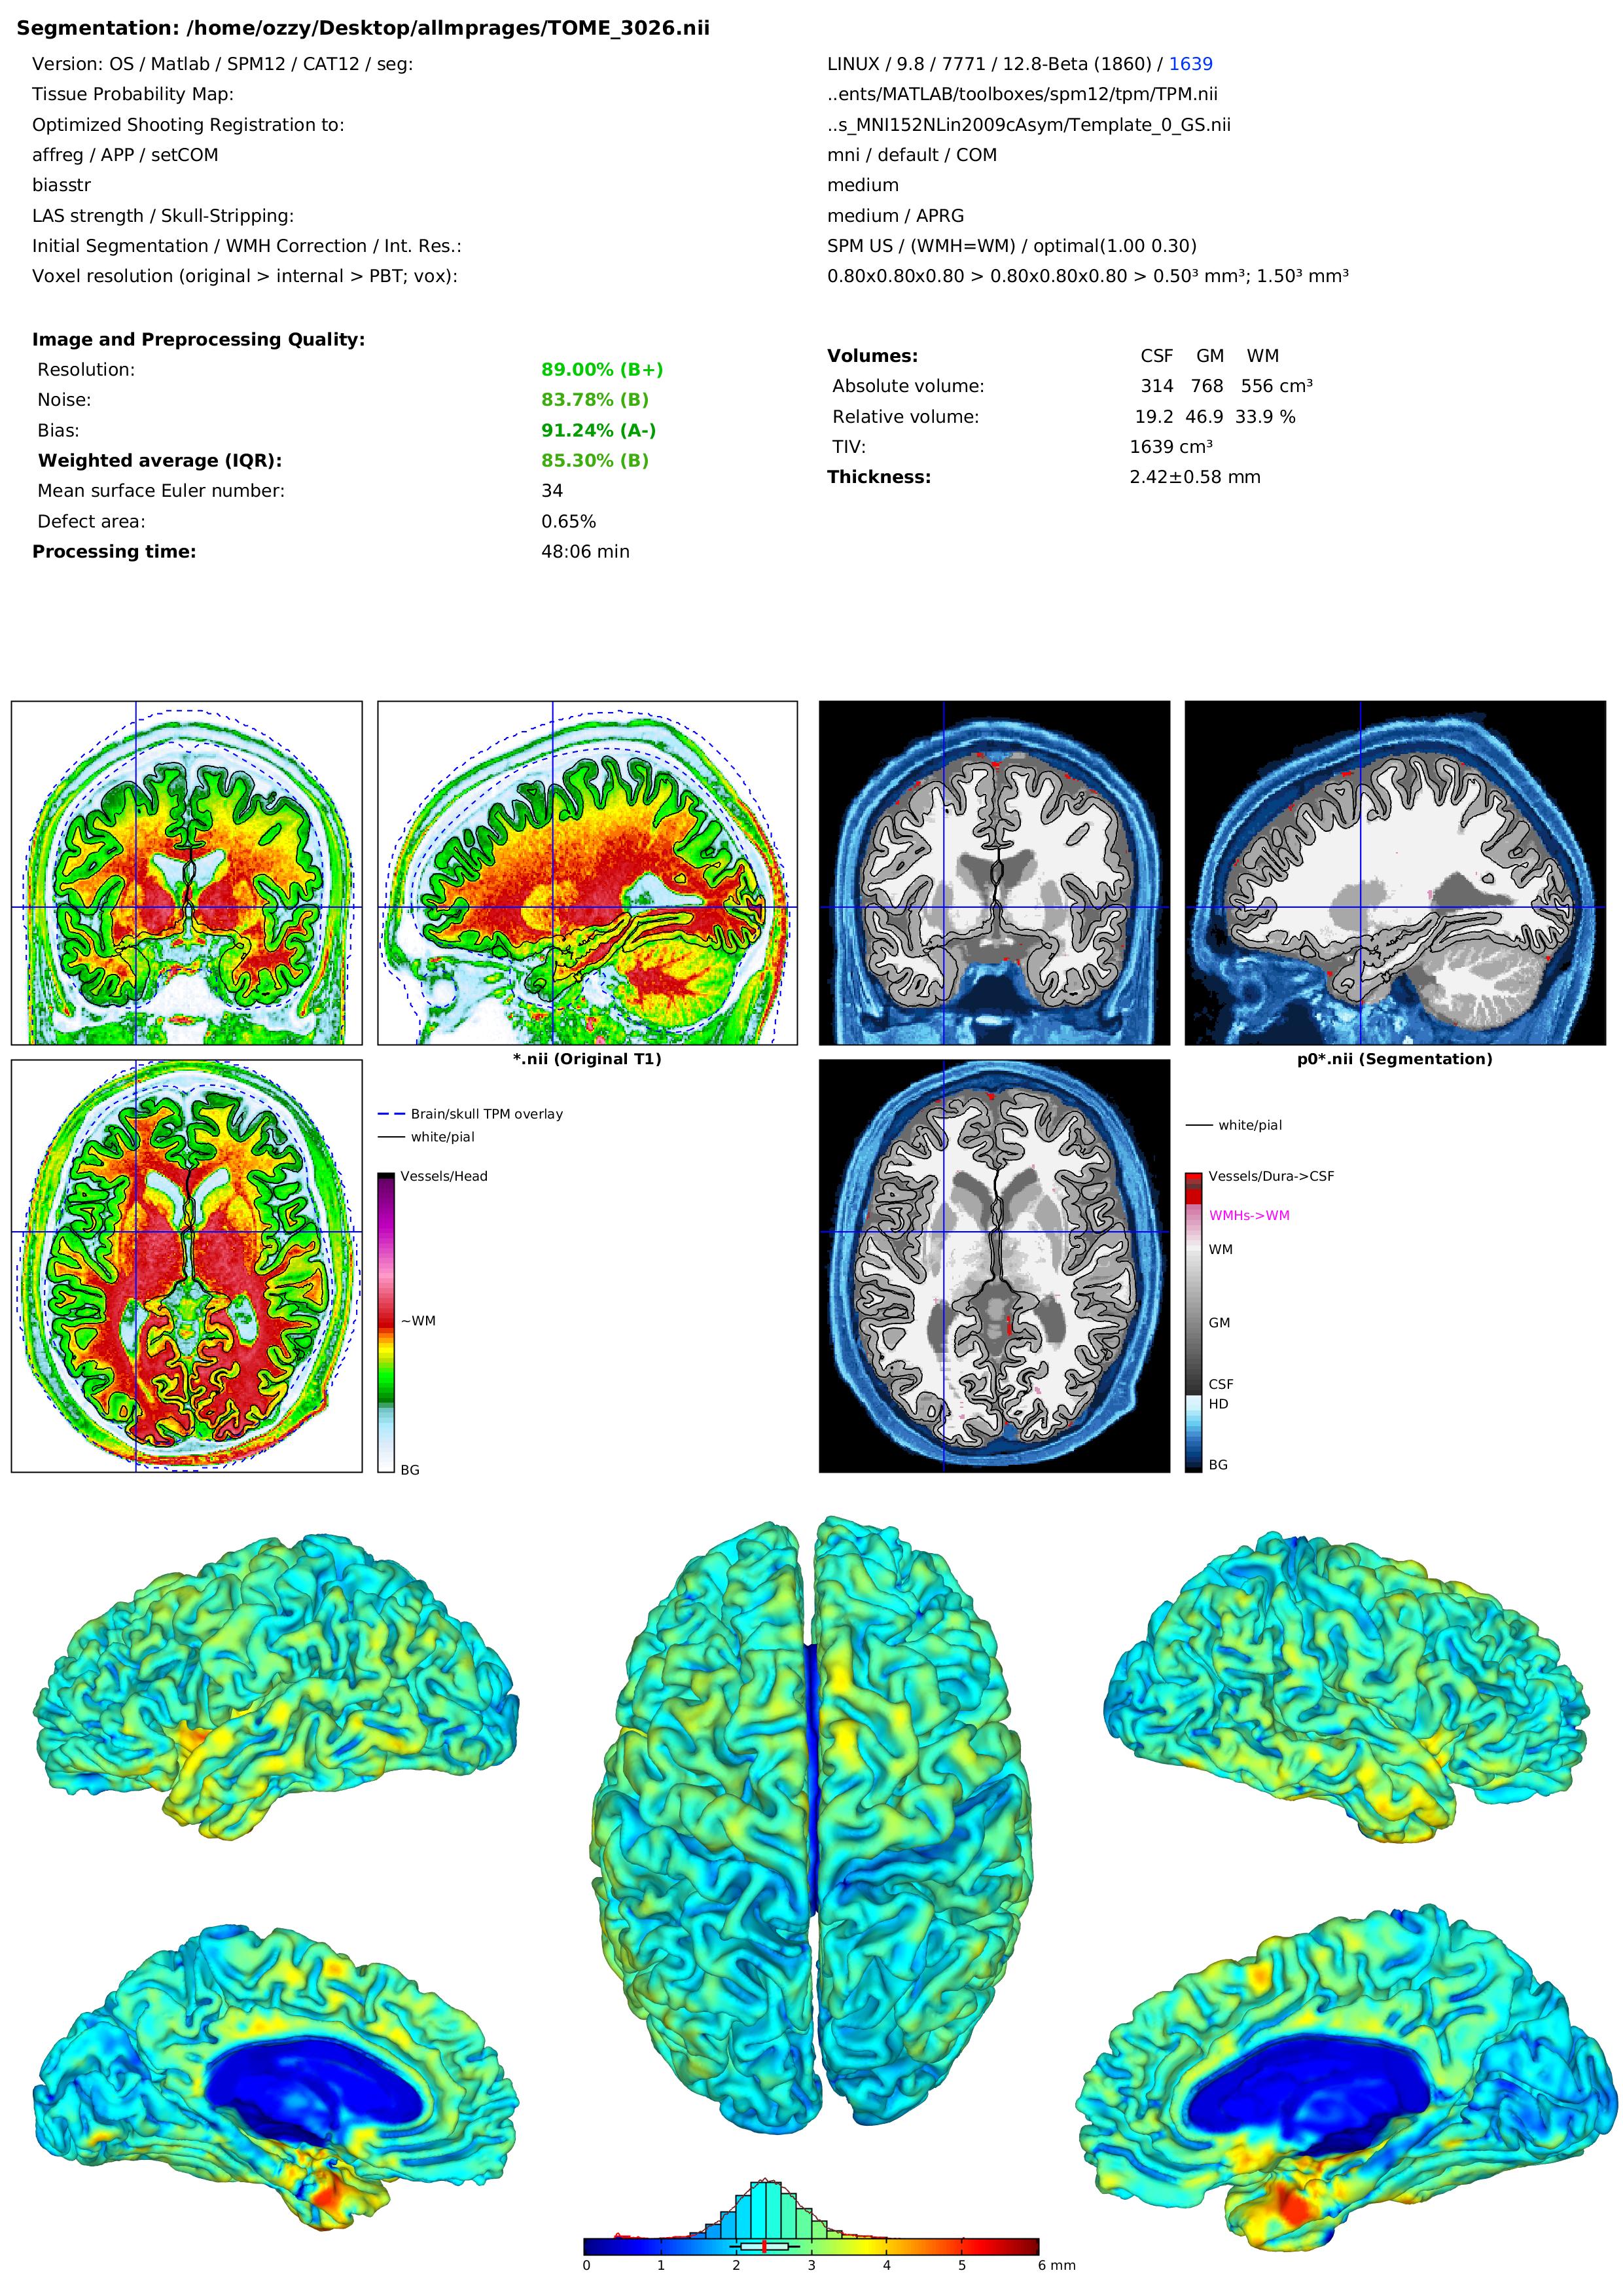 Segmentation: /home/ozzy/Desktop/allmprages/TOME_3026.nii
Version: OS / Matlab / SPM12 / CAT12 / seg: LINUX / 9.8 / 7771 / 12.8-Beta (1860) / 1639
Tissue Probability Map: ..ents/MATLAB/toolboxes/spm12/tpm/TPM.nii
Optimized Shooting Registration to: ..s_MNI152NLin2009cAsym/Template_0_GS.nii
affreg / APP / setCOM mni / default / COM
biasstr medium
LAS strength / Skull-Stripping: medium / APRG
Initial Segmentation / WMH Correction / Int. Res.: SPM US / (WMH=WM) / optimal(1.00 0.30)
Voxel resolution (original > internal > PBT; vox): 0.80x0.80x0.80 > 0.80x0.80x0.80 > 0.50³ mm³; 1.50³ mm³
Image and Preprocessing Quality:
Resolution: 89.00% (B+)
Noise: 83.78% (B)
Bias: 91.24% (A-)
Weighted average (IQR): 85.30% (B)
Mean surface Euler number: 34
Defect area: 0.65%
Processing time: 48:06 min
Volumes: CSF GM WM
Absolute volume: 314 768 556 cm³
Relative volume: 19.2 46.9 33.9 %
TIV: 1639 cm³
Thickness: 2.42±0.58 mm
*.nii (Original T1)
Brain/skull TPM overlay
white/pial
Vessels/Head
~WM
BG
p0*.nii (Segmentation)
white/pial
Vessels/Dura->CSF
WMHs->WM
WM
GM
CSF
HD
BG
0 1 2 3 4 5 6 mm